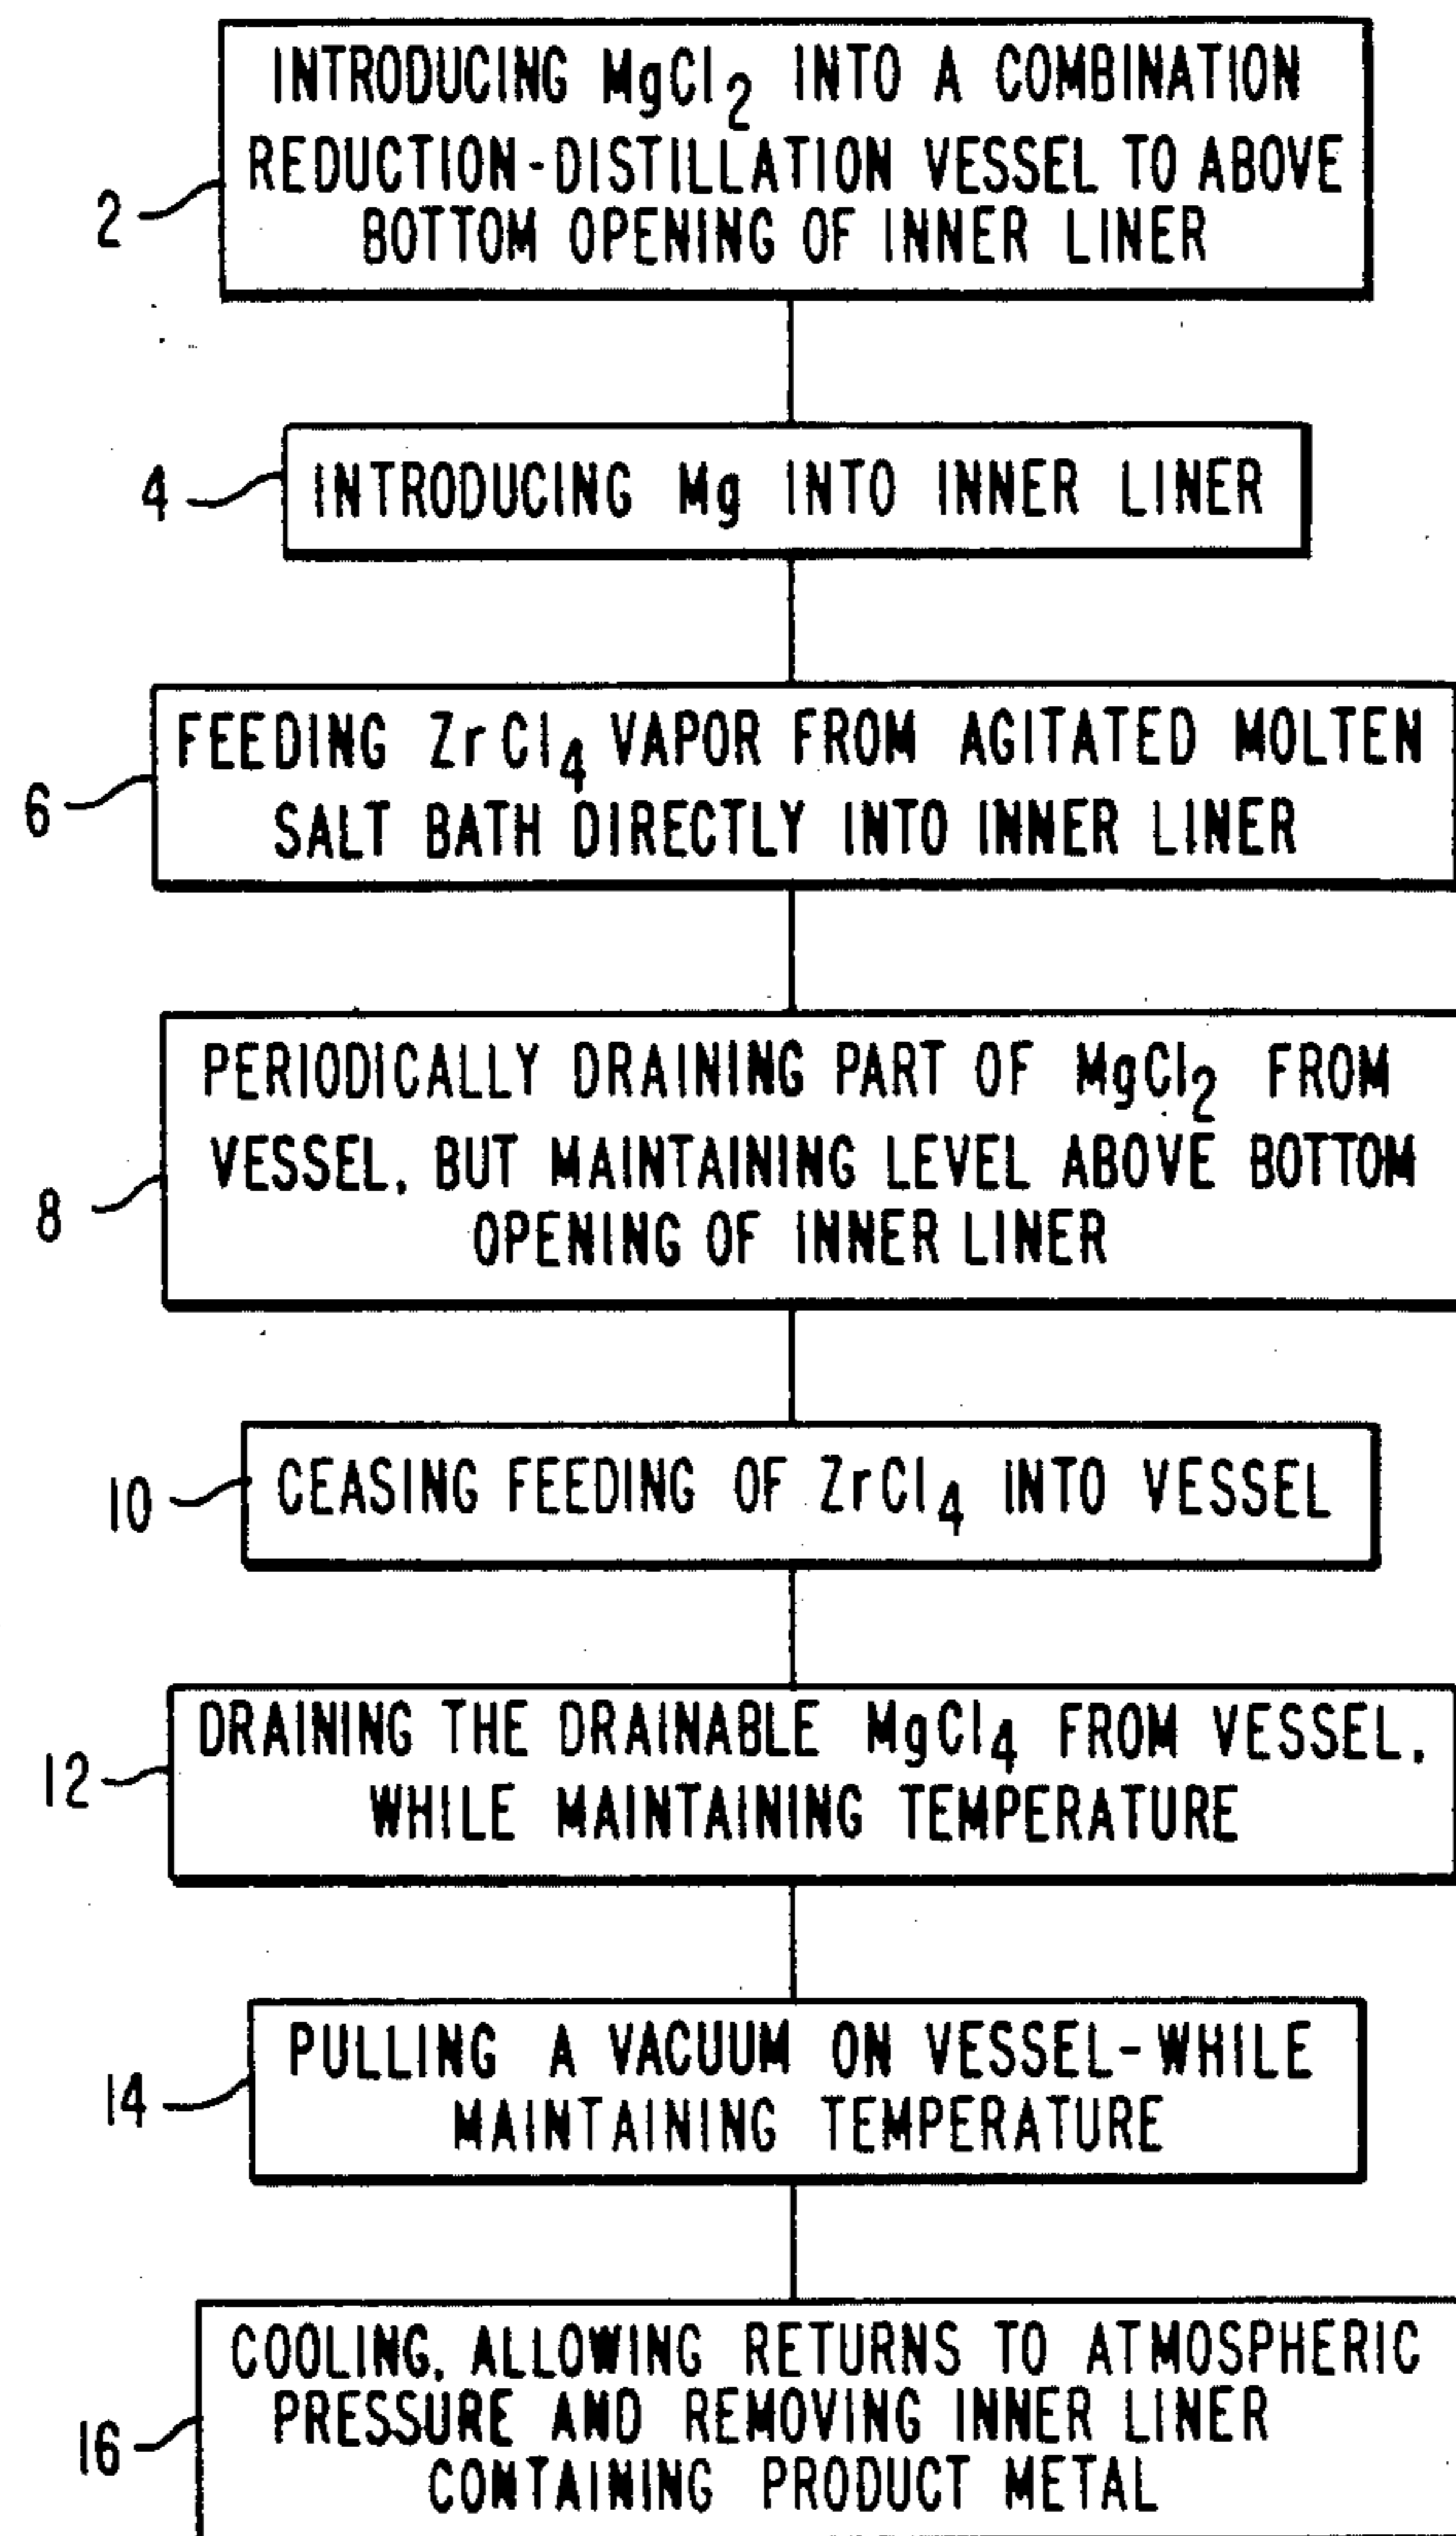 INTRODUCING MgCl2 INTO A COMBINATION
REDUCTION-DISTILLATION VESSEL TO ABOVE
BOTTOM OPENING OF INNER LINER
2
4
INTRODUCING Mg INTO INNER LINER
FEEDING ZrCl4 VAPOR FROM AGITATED MOLTEN
SALT BATH DIRECTLY INTO INNER LINER
6
PERIODICALLY DRAINING PART OF MgCl2 FROM
VESSEL, BUT MAINTAINING LEVEL ABOVE BOTTOM
OPENING OF INNER LINER
8
10
CEASING FEEDING OF ZrCl4 INTO VESSEL
DRAINING THE DRAINABLE MgCl4 FROM VESSEL,
WHILE MAINTAINING TEMPERATURE
12
PULLING A VACUUM ON VESSEL-WHILE
MAINTAINING TEMPERATURE
14
COOLING, ALLOWING RETURNS TO ATMOSPHERIC
PRESSURE AND REMOVING INNER LINER
CONTAINING PRODUCT METAL
16